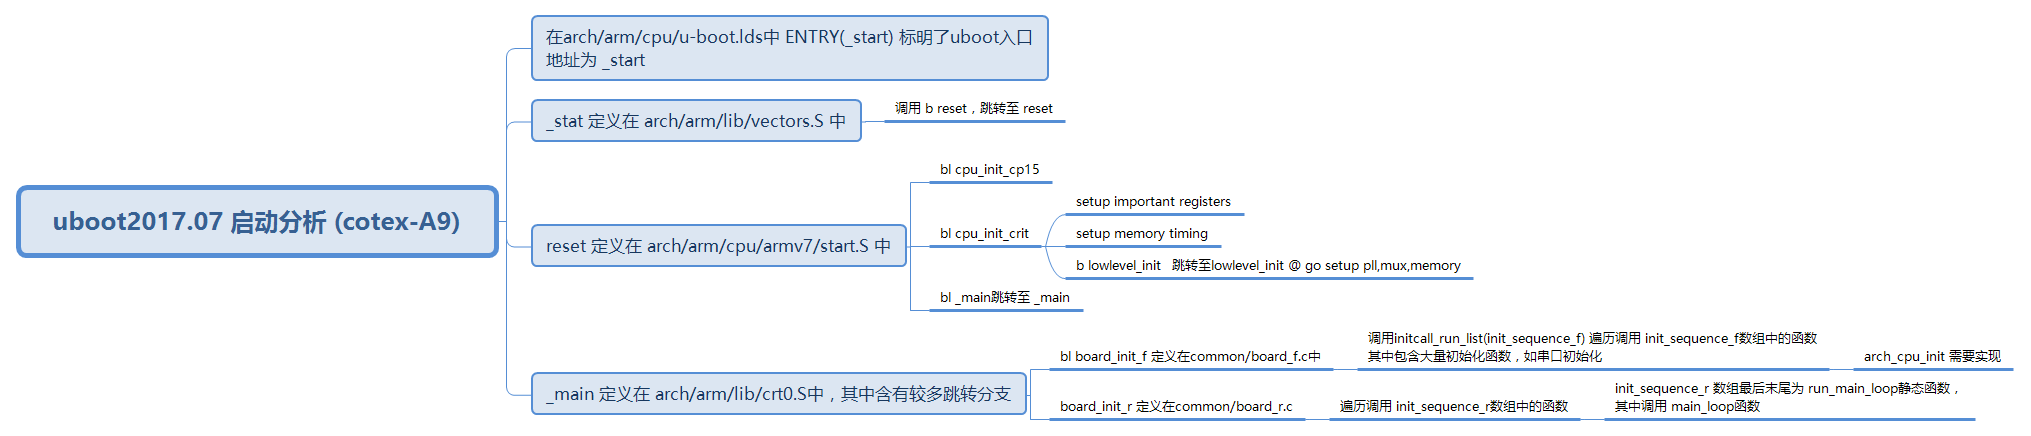 uboot2017.07 启动分析 (cotex-A9)
在arch/arm/cpu/u-boot.lds中 ENTRY(_start) 标明了uboot入口
地址为 _start
_stat 定义在 arch/arm/lib/vectors.S 中
调用 b reset，跳转至 reset
reset 定义在 arch/arm/cpu/armv7/start.S 中
bl cpu_init_cp15
bl cpu_init_crit
setup important registers
setup memory timing
b lowlevel_init   跳转至lowlevel_init @ go setup pll,mux,memory
bl _main跳转至 _main
_main 定义在 arch/arm/lib/crt0.S中，其中含有较多跳转分支
bl board_init_f 定义在common/board_f.c中
调用initcall_run_list(init_sequence_f) 遍历调用 init_sequence_f数组中的函数
其中包含大量初始化函数，如串口初始化
arch_cpu_init 需要实现
board_init_r 定义在common/board_r.c
遍历调用 init_sequence_r数组中的函数
init_sequence_r 数组最后末尾为 run_main_loop静态函数，
其中调用 main_loop函数